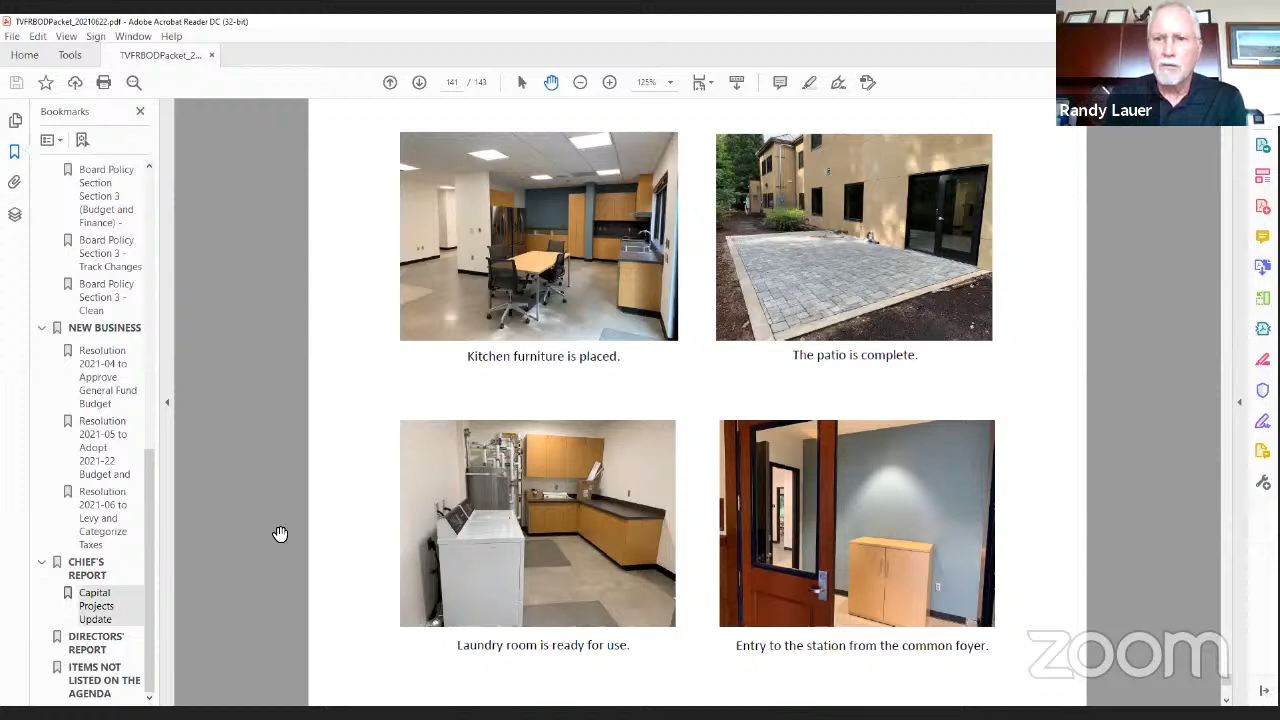 TVFRBODPacket_20210622.pdf - Adobe Acrobat Reader DC (32-bit)
File Edit View Sign Window Help
Home Tools TVFRBODPacket_2... ×
141 / 143 125%
Randy Lauer
Bookmarks
Board Policy
Section
3
(Budget and
Finance) -
Board Policy
Section 3 -
Track Changes
Board Policy
Section 3 -
Clean
NEW BUSINESS
Resolution
2021-04 to
Approve
General Fund
Budget
Resolution
2021-05 to
Adopt
2021-22
Budget and
Resolution
2021-06 to
Levy and
Categorize
Taxes
CHIEF'S
REPORT
Capital
Projects
Update
DIRECTORS'
REPORT
ITEMS NOT
LISTED ON THE
AGENDA
Kitchen furniture is placed.
The patio is complete.
Laundry room is ready for use.
Entry to the station from the common foyer.
zoom